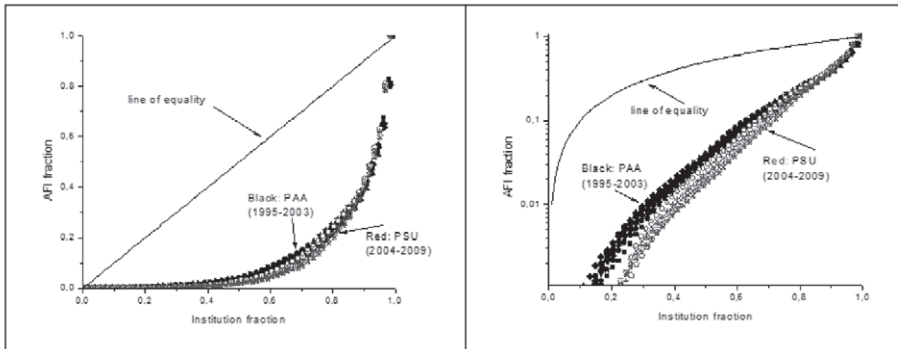 1.0
0.8
0.6
0.4
0.2
0.0
AFI fraction
line of equality
Black: PAA
(1995-2003)
Red: PSU
(2004-2009)
0.0 0.2 0.4 0.6 0.8 1.0
Institution fraction
1
0,1
0,01
AFI fraction
line of equality
Red: PSU
(2004-2009)
Black: PAA
(1995-2003)
0,0 0,2 0,4 0,6 0,8 1,0
Institution fraction